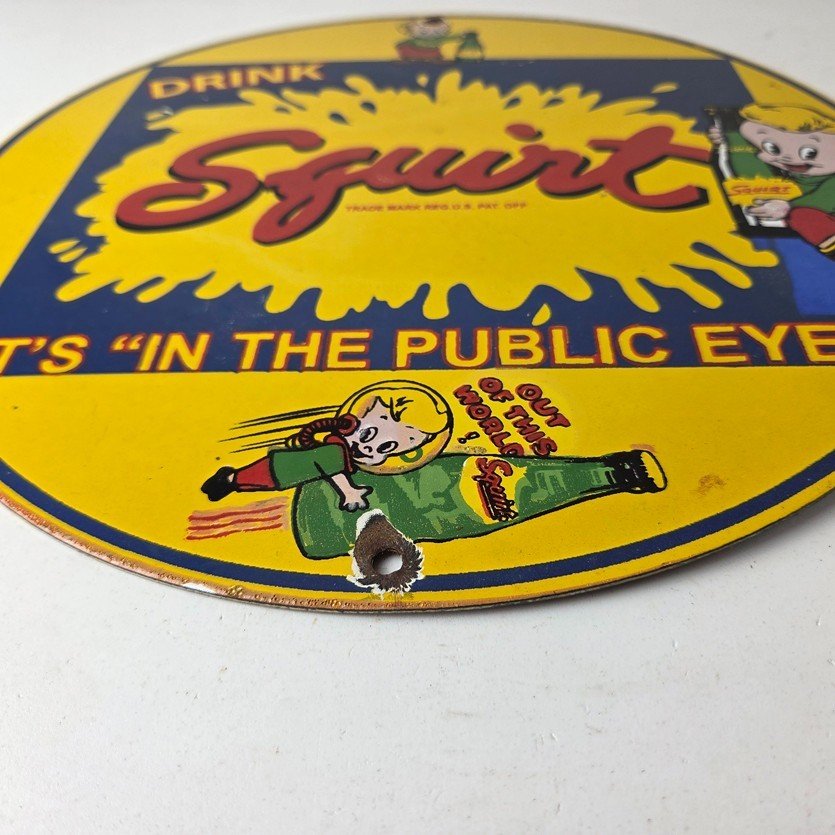 DRINK
Squirt
TRADE MARK REG. U.S. PAT. OFF
T'S "IN THE PUBLIC EYE
SQUIRT
OUT
OF THIS
WORLD!
Squirt